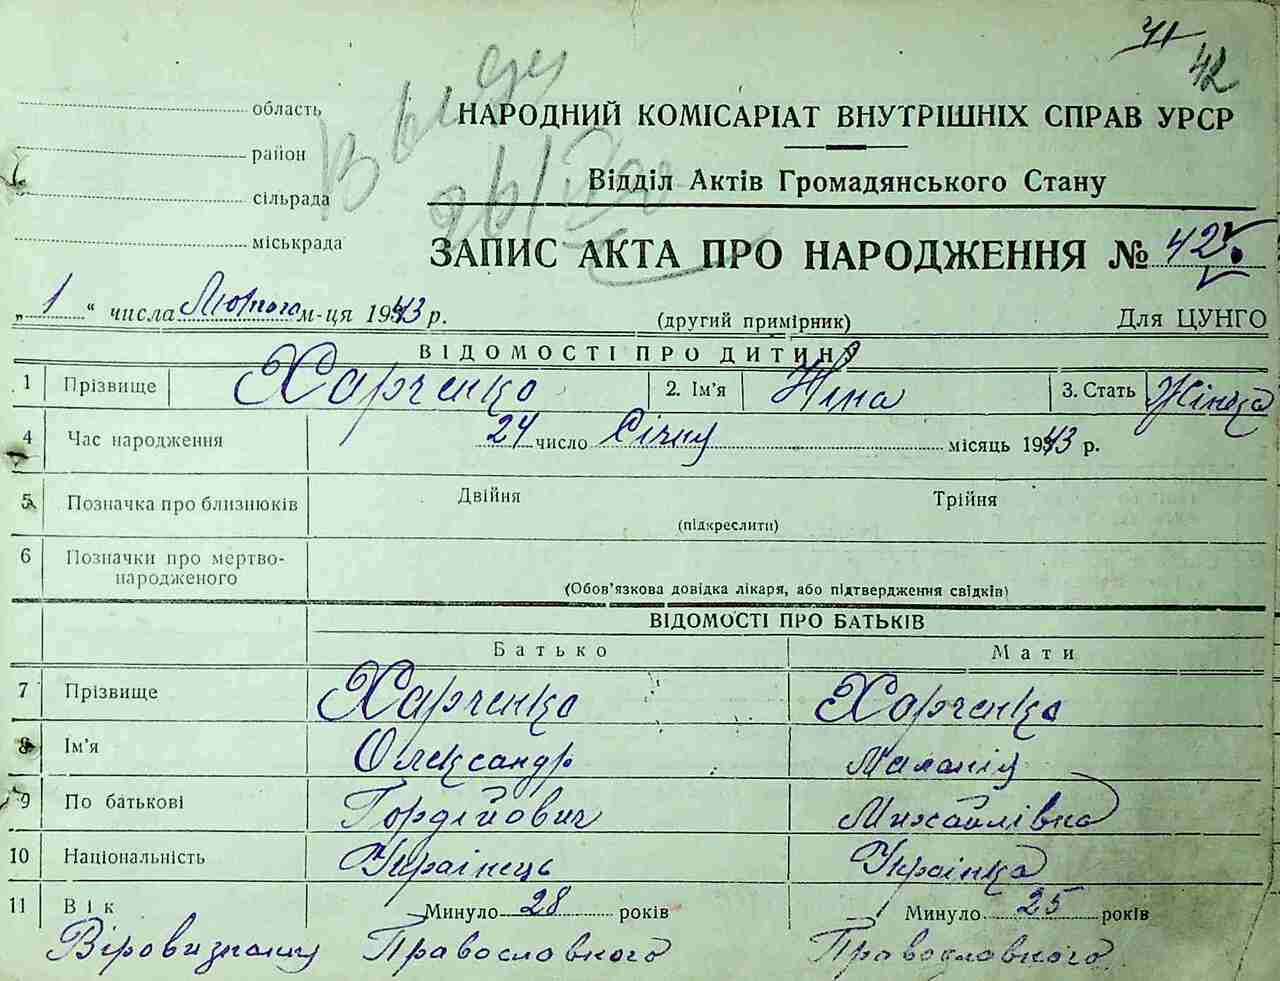 41
42
область
НАРОДНИЙ КОМІСАРІАТ ВНУТРІШНІХ СПРАВ УРСР
район
Відділ Актів Громадянського Стану
сільрада
міськрада
ЗАПИС АКТА ПРО НАРОДЖЕННЯ № 42
„ 1 “ числа Лютого м-ця 1943 р.
(другий примірник)
Для ЦУНГО
ВІДОМОСТІ ПРО ДИТИНУ
1 Прізвище Харченко 2. Ім'я Ніна 3. Стать Жінка
4 Час народження 24 число Січня місяць 1943 р.
5 Позначка про близнюків Двійня Трійня
(підкреслити)
6 Позначки про мертво-
народженого
(Обов'язкова довідка лікаря, або підтвердження свідків)
ВІДОМОСТІ ПРО БАТЬКІВ
Батько Мати
7 Прізвище Харченко Харченко
8 Ім'я Олександр Маланія
9 По батькові Гордійович Михайлівна
10 Національність Українець Українка
11 Вік Минуло 28 років Минуло 25 років
Віровизнання Православного Православного